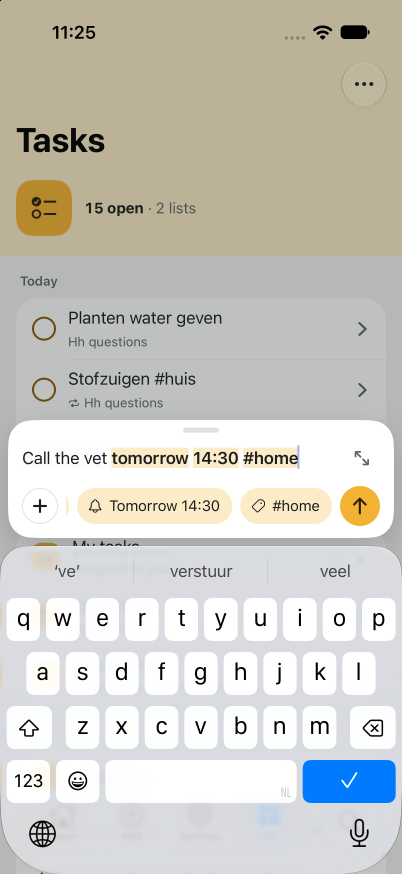 11:25
Tasks
15 open · 2 lists
Today
Planten water geven
Hh questions
Stofzuigen #huis
Hh questions
Call the vet tomorrow 14:30 #home
Tomorrow 14:30
#home
My tasks
've' verstuur veel
q w e r t y u i o p
a s d f g h j k l
z x c v b n m
123
NL